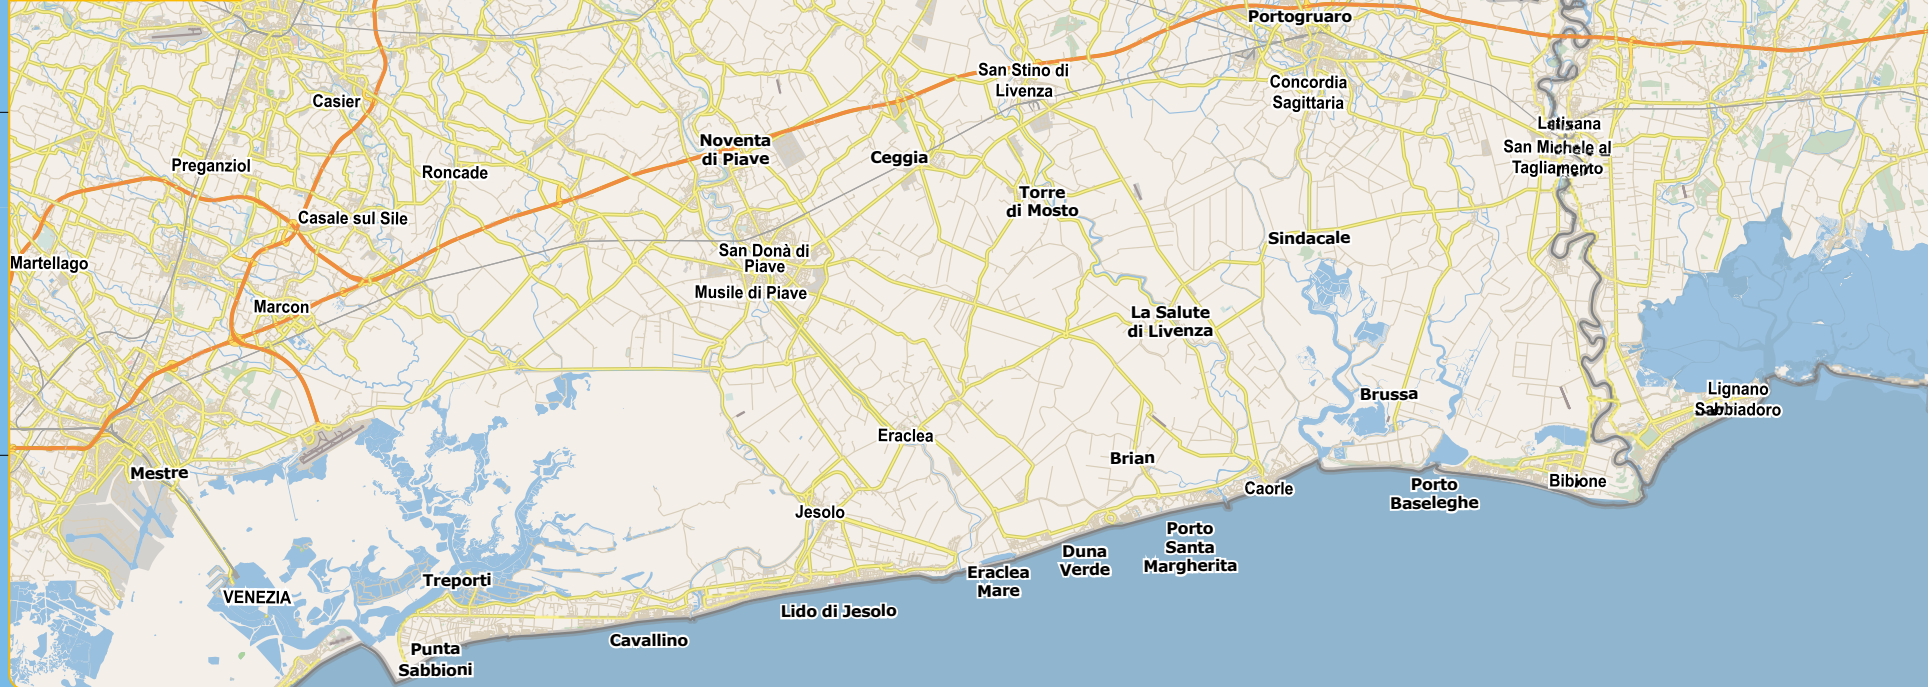 Portogruaro
San Stino di
Livenza
Concordia
Sagittaria
Casier
Latisana
Noventa
di Piave
San Michele al
Tagliamento
Ceggia
Preganziol
Roncade
Torre
di Mosto
Casale sul Sile
Sindacale
San Donà di
Piave
Martellago
Musile di Piave
Marcon
La Salute
di Livenza
Brussa
Lignano
Sabbiadoro
Eraclea
Brian
Mestre
Bibione
Caorle
Porto
Baseleghe
Jesolo
Porto
Santa
Margherita
Duna
Verde
Eraclea
Mare
Treporti
VENEZIA
Lido di Jesolo
Cavallino
Punta
Sabbioni